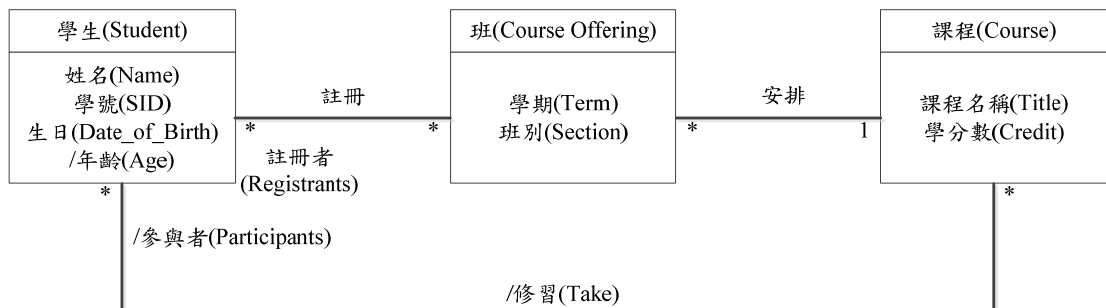 學生(Student)
姓名(Name)
學號(SID)
生日(Date_of_Birth)
/年齡(Age)
註冊
*
*
註冊者
(Registrants)
班(Course Offering)
學期(Term)
班別(Section)
安排
*
1
課程(Course)
課程名稱(Title)
學分數(Credit)
*
*
/參與者(Participants)
/修習(Take)